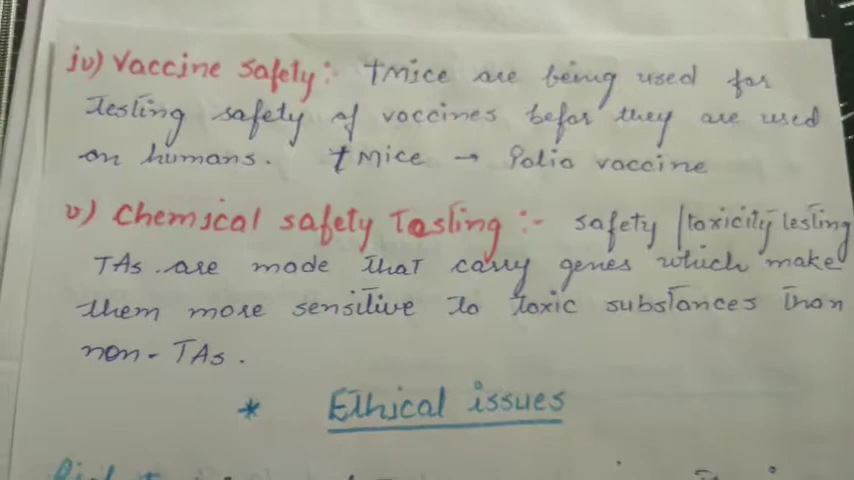 iv) Vaccine Safety:- TMice are being used for
Testing safety of vaccines befor they are used
on humans. TMice → Polio vaccine
v) Chemical safety Testing :- safety /toxicity testing
TAs are made that carry genes which make
them more sensitive to toxic substances than
non-TAs.
* Ethical issues